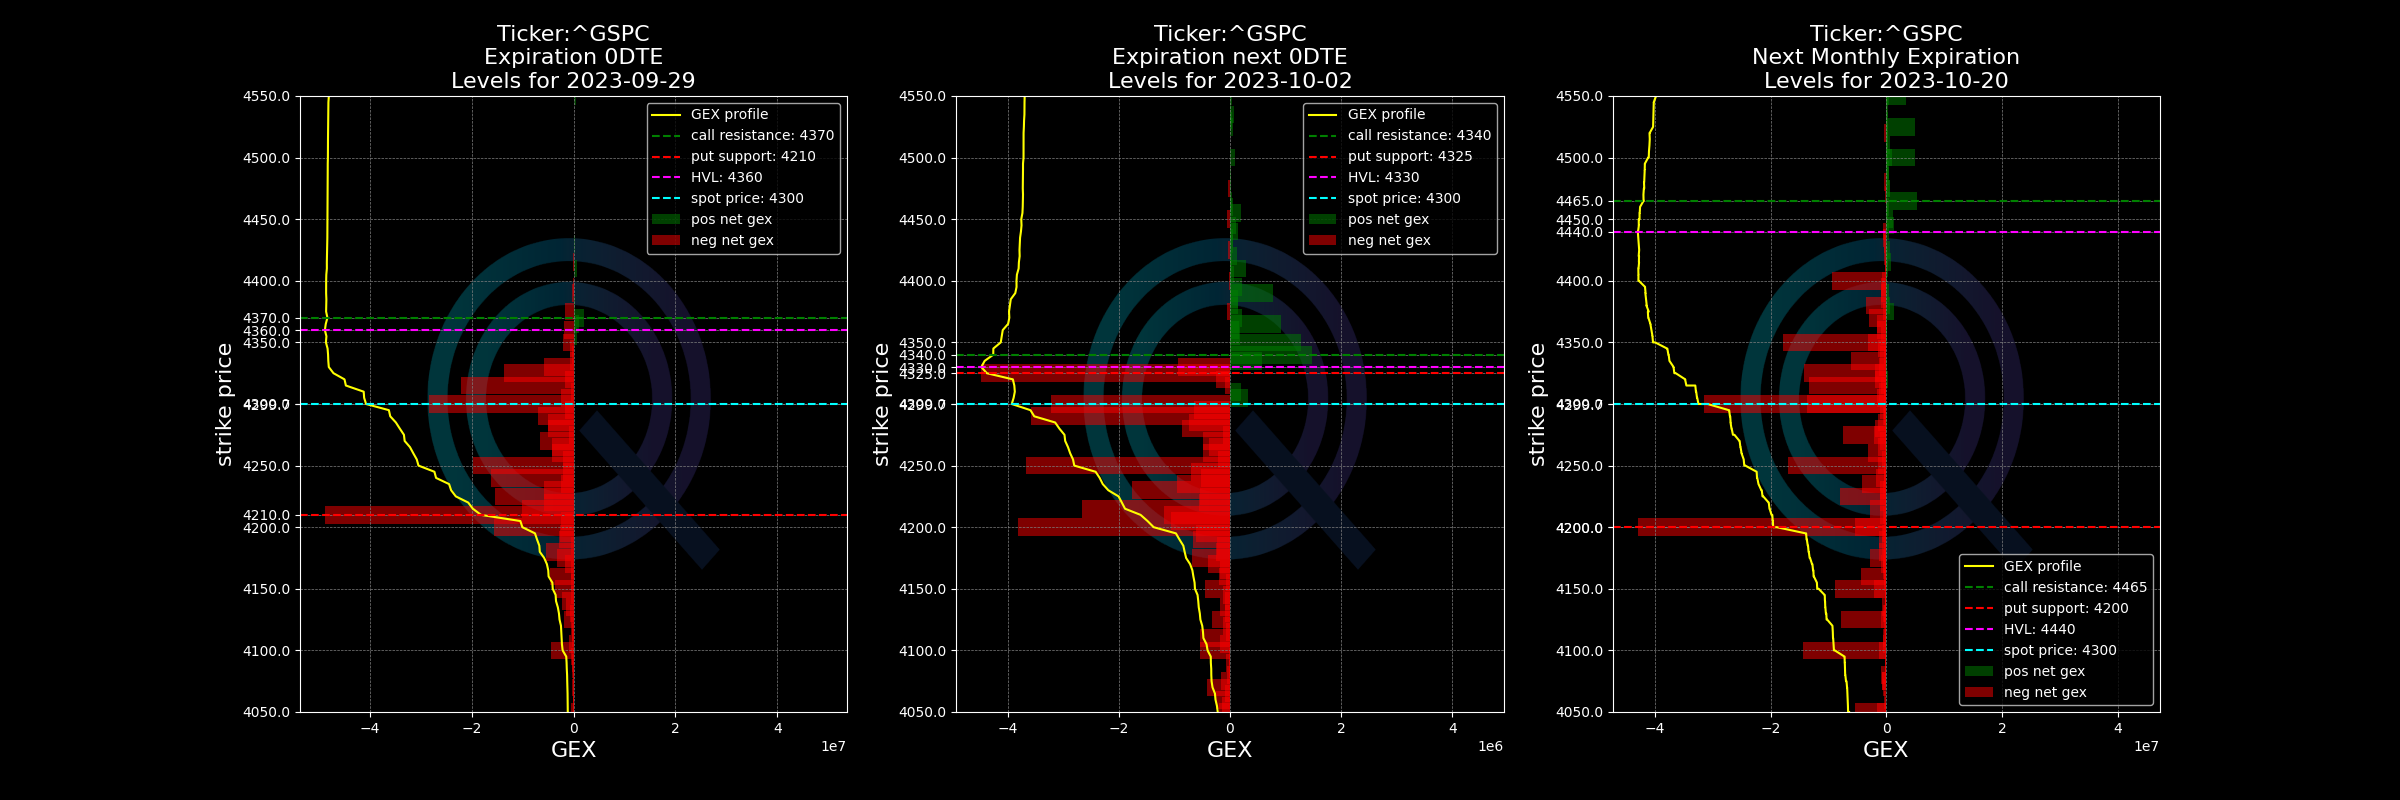 Ticker:^GSPC
Expiration 0DTE
Levels for 2023-09-29
4550.0
4500.0
4450.0
4400.0
4370.0
4360.0
4350.0
4250.0
4210.0
4200.0
4150.0
4100.0
4050.0
strike price
GEX profile
call resistance: 4370
put support: 4210
HVL: 4360
spot price: 4300
pos net gex
neg net gex
−4
−2
0
2
4
1e7
GEX
Ticker:^GSPC
Expiration next 0DTE
Levels for 2023-10-02
4550.0
4500.0
4450.0
4400.0
4350.0
4340.0
4330.0
4325.0
4250.0
4200.0
4150.0
4100.0
4050.0
strike price
GEX profile
call resistance: 4340
put support: 4325
HVL: 4330
spot price: 4300
pos net gex
neg net gex
−4
−2
0
2
4
1e6
GEX
Ticker:^GSPC
Next Monthly Expiration
Levels for 2023-10-20
4550.0
4500.0
4465.0
4450.0
4440.0
4400.0
4350.0
4250.0
4200.0
4150.0
4100.0
4050.0
strike price
GEX profile
call resistance: 4465
put support: 4200
HVL: 4440
spot price: 4300
pos net gex
neg net gex
−4
−2
0
2
4
1e7
GEX